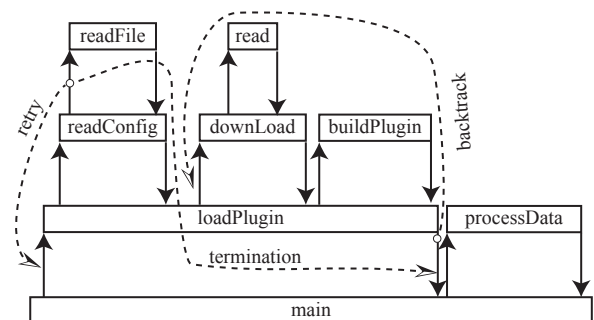 readFile
read
retry
backtrack
readConfig
downLoad
buildPlugin
loadPlugin
processData
termination
main